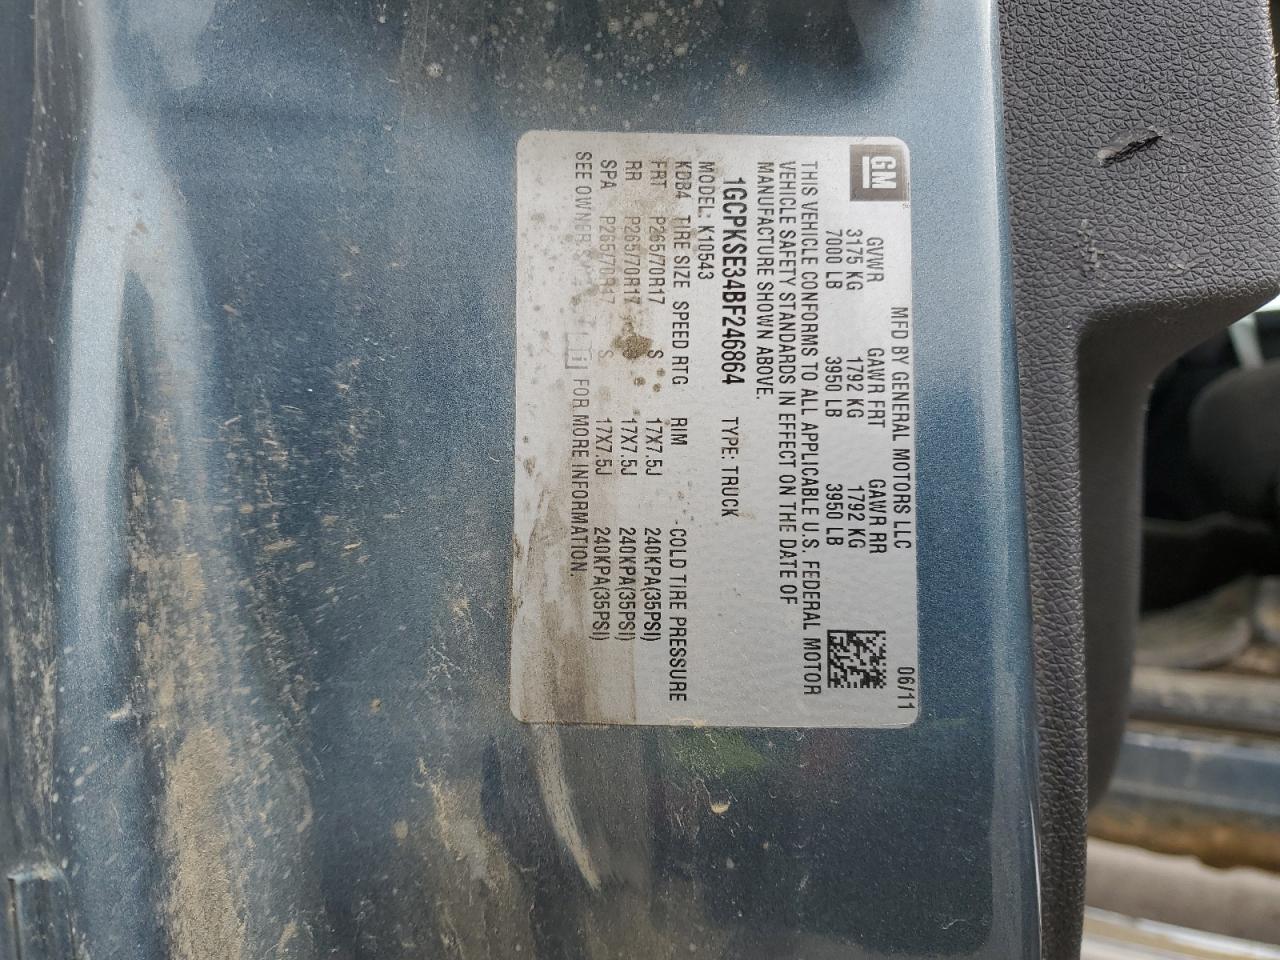 GM
MFD BY GENERAL MOTORS LLC 06/11
GVWR GAWR FRT GAWR RR
3175 KG 1792 KG 1792 KG
7000 LB 3950 LB 3950 LB
THIS VEHICLE CONFORMS TO ALL APPLICABLE U.S. FEDERAL MOTOR
VEHICLE SAFETY STANDARDS IN EFFECT ON THE DATE OF
MANUFACTURE SHOWN ABOVE.
1GCPKSE34BF246864 TYPE: TRUCK
MODEL: K10543
KDB4 TIRE SIZE SPEED RTG RIM COLD TIRE PRESSURE
FRT P265/70R17 S 17X7.5J 240KPA(35PSI)
RR P265/70R17 17X7.5J 240KPA(35PSI)
SPA P265/70R17 S 17X7.5J 240KPA(35PSI)
SEE OWNER FOR MORE INFORMATION.